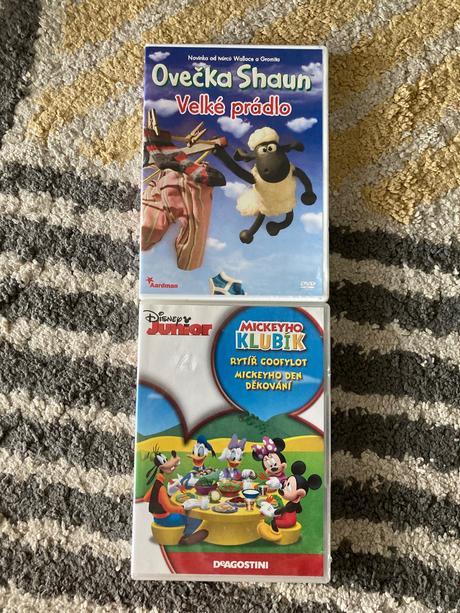 Novinka od tvůrců Wallace a Gromita
Ovečka Shaun
Velké prádlo
Aardman
DVD
Disney
Junior
MICKEYHO
KLUBÍK
RYTÍŘ GOOFYLOT
MICKEYHO DEN
DĚKOVÁNÍ
DEAGOSTINI